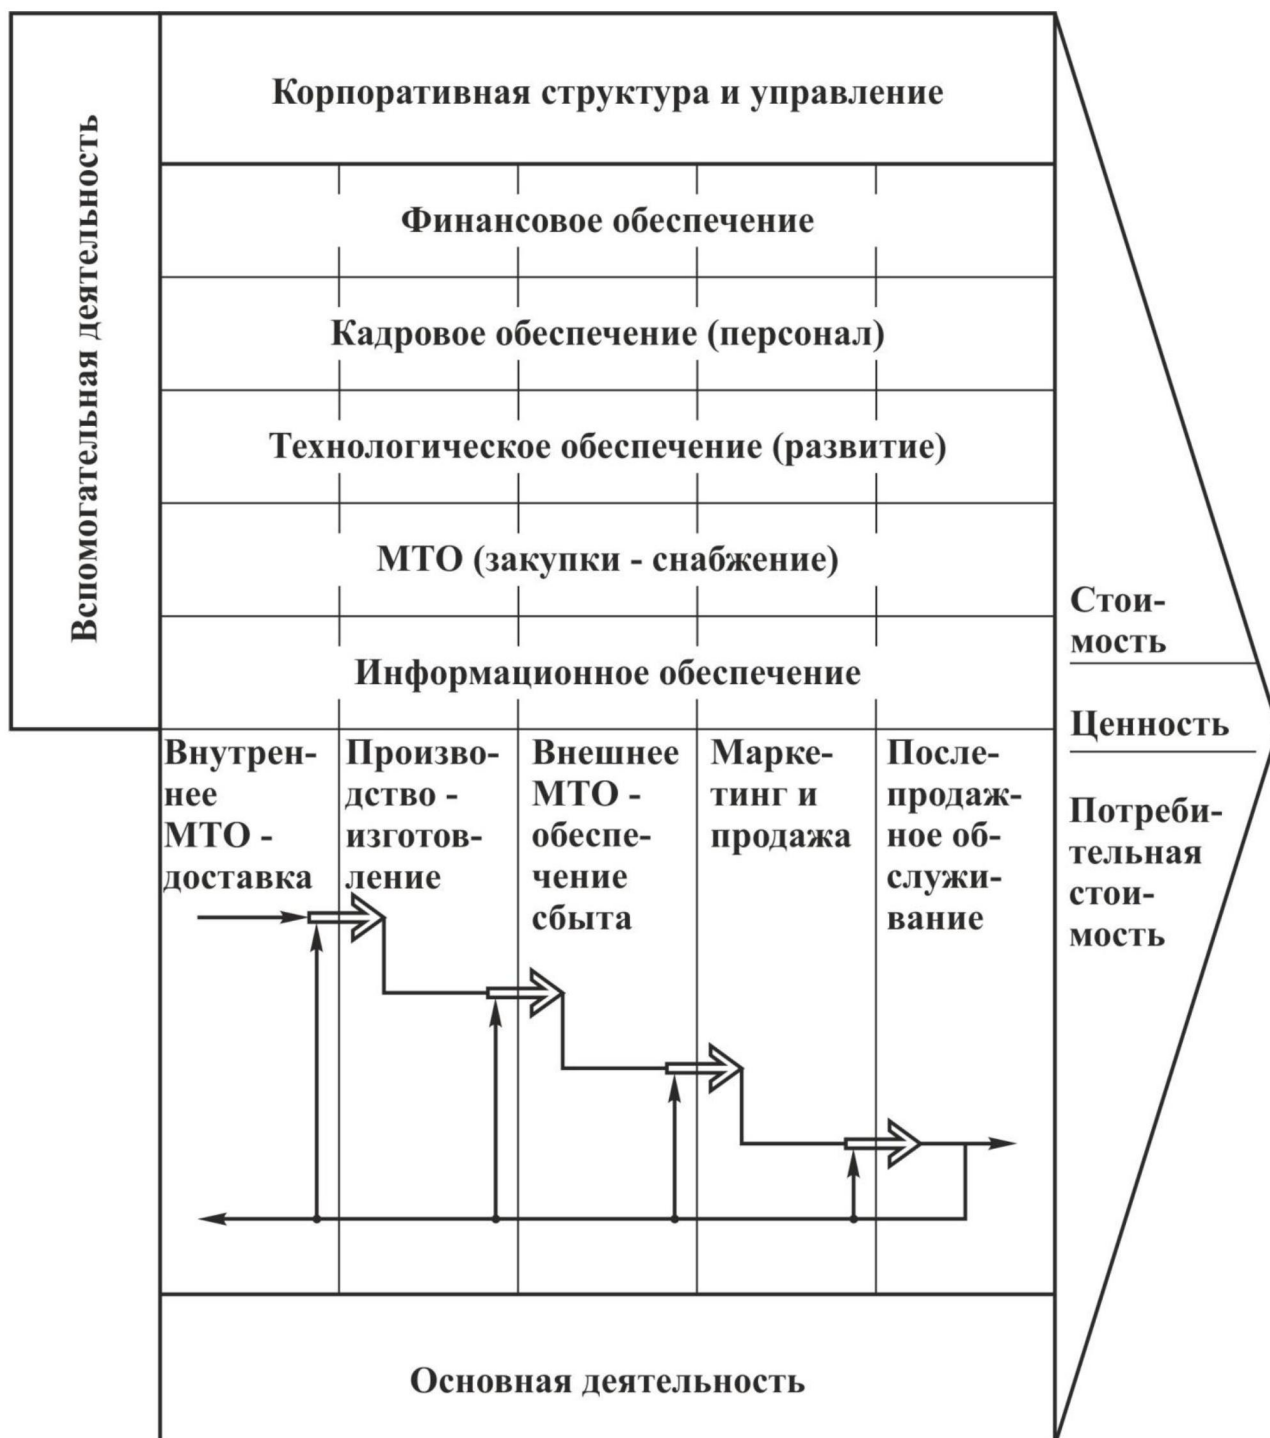 Вспомогательная деятельность
Корпоративная структура и управление
Финансовое обеспечение
Кадровое обеспечение (персонал)
Технологическое обеспечение (развитие)
МТО (закупки - снабжение)
Информационное обеспечение
Внутрен-
нее
МТО -
доставка
Произво-
дство -
изготов-
ление
Внешнее
МТО -
обеспе-
чение
сбыта
Марке-
тинг и
продажа
После-
продаж-
ное об-
служи-
вание
Стои-
мость
Ценность
Потреби-
тельная
стои-
мость
Основная деятельность